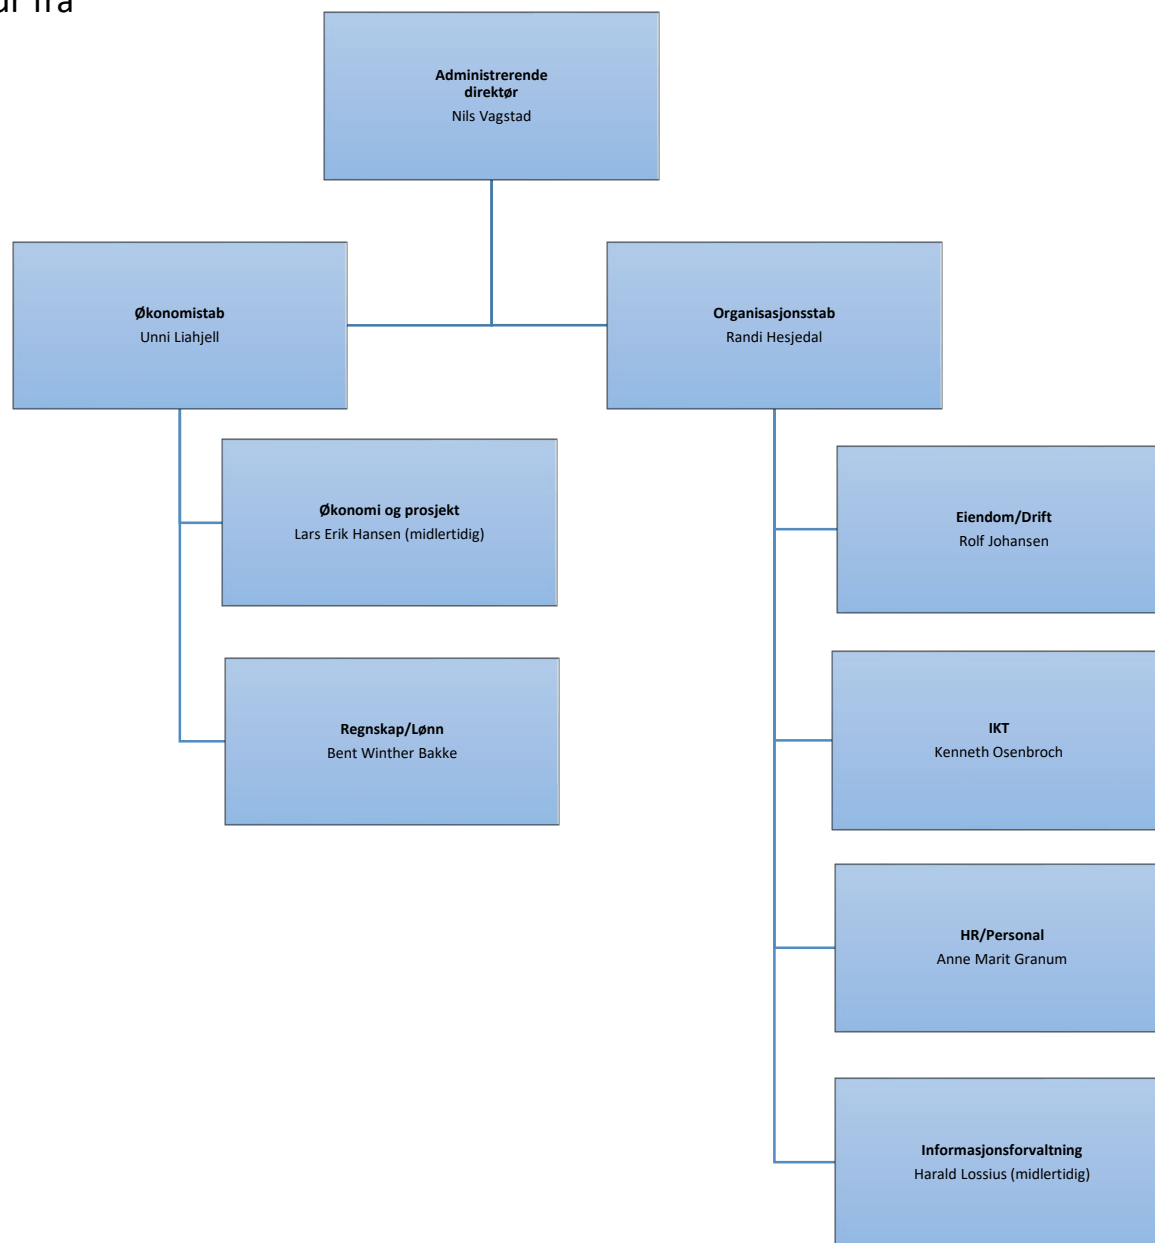 fra
Administrerende
direktør
Nils Vagstad
Økonomistab
Unni Liahjell
Organisasjonsstab
Randi Hesjedal
Økonomi og prosjekt
Lars Erik Hansen (midlertidig)
Eiendom/Drift
Rolf Johansen
Regnskap/Lønn
Bent Winther Bakke
IKT
Kenneth Osenbroch
HR/Personal
Anne Marit Granum
Informasjonsforvaltning
Harald Lossius (midlertidig)